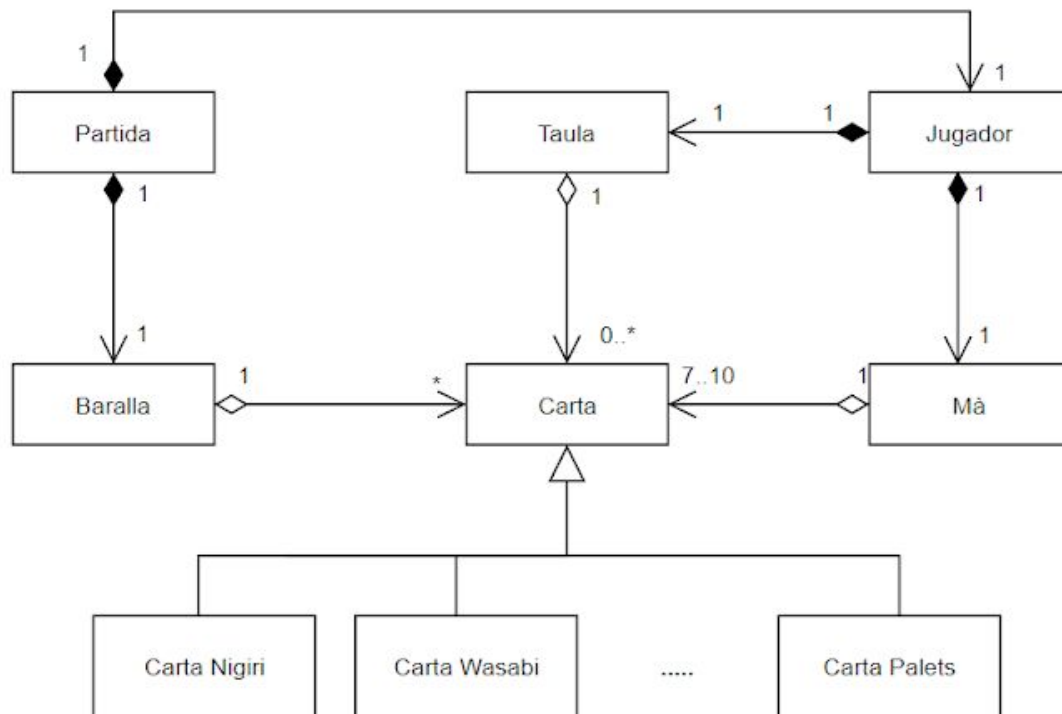 1
1
Partida
Taula
1
1
Jugador
1
1
1
1
1
1
0..*
Baralla
1
*
Carta
7..10
1
Mà
Carta Nigiri
Carta Wasabi
.....
Carta Palets